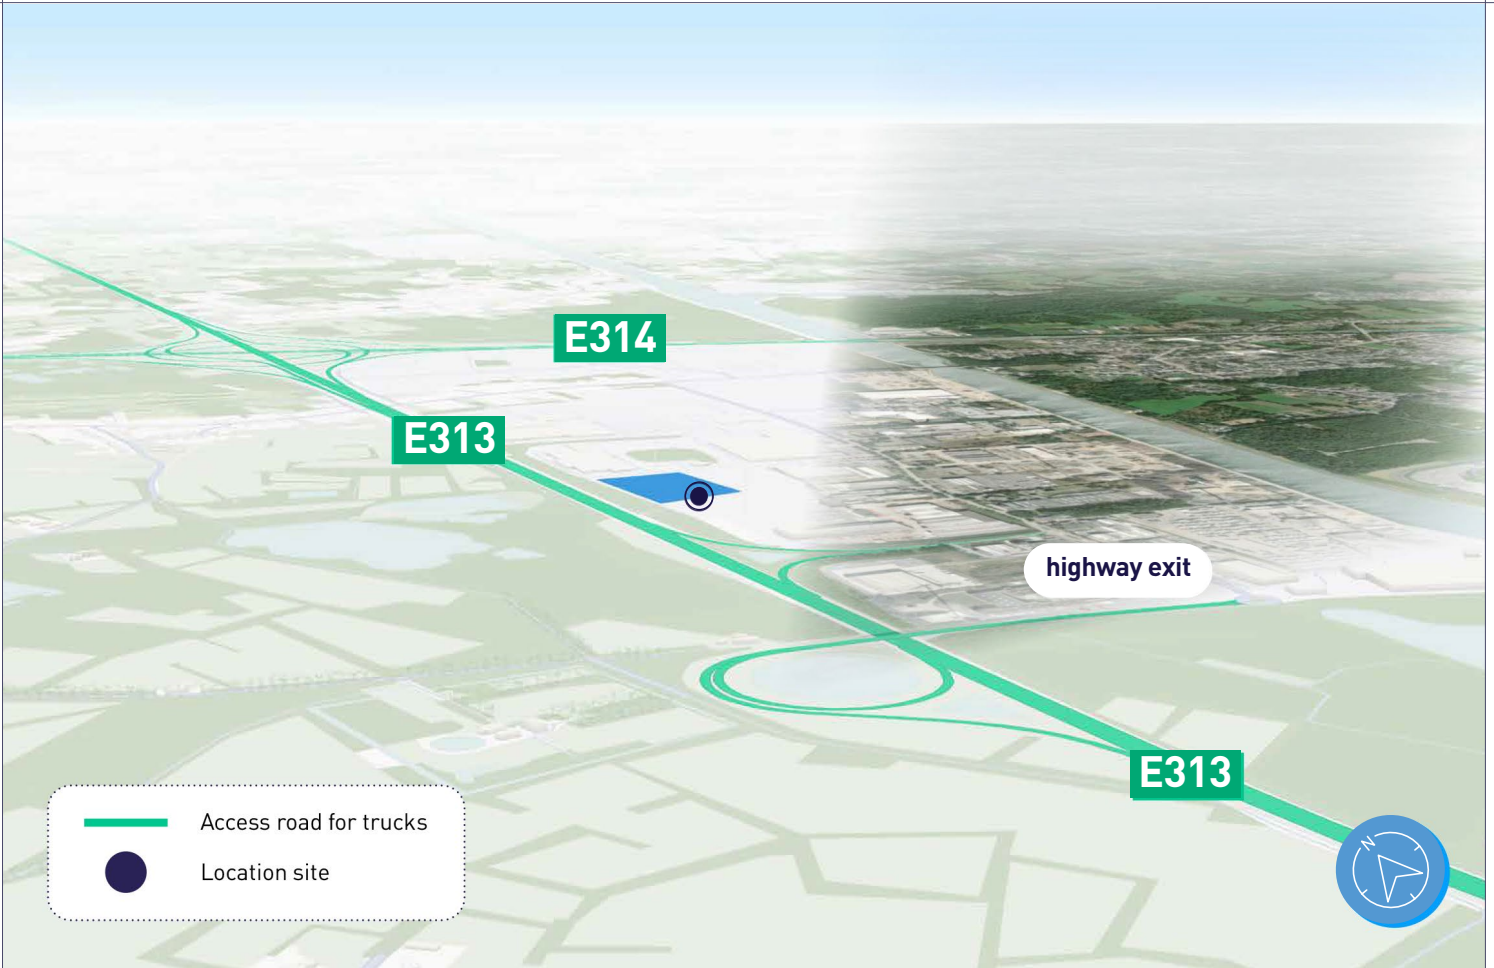 E314
E313
highway exit
E313
Access road for trucks
Location site
N